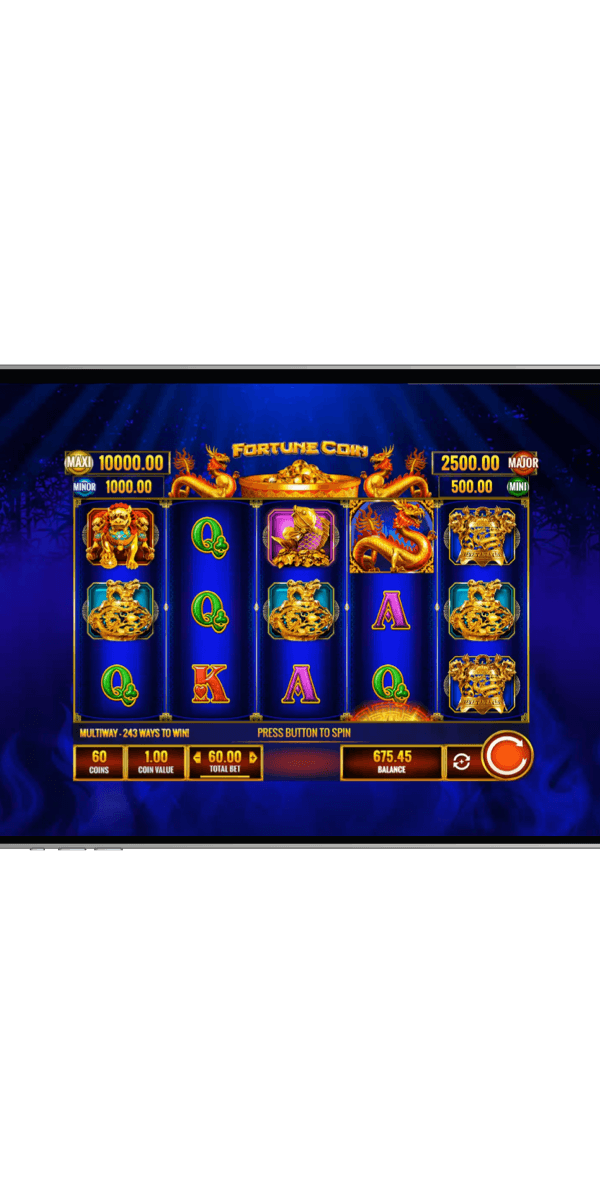 FORTUNE COIN
MAXI 10000.00
2500.00 MAJOR
MINOR 1000.00
500.00 MINI
Q
Q
A
Q K A Q
MULTIWAY - 243 WAYS TO WIN! PRESS BUTTON TO SPIN
60 1.00 60.00 675.45
COINS COIN VALUE TOTAL BET BALANCE